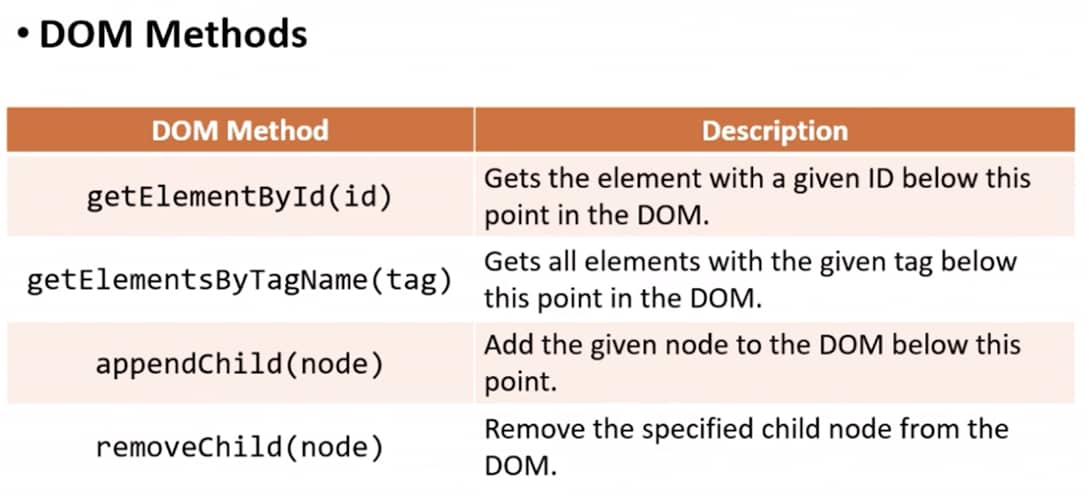 • DOM Methods
DOM Method
Description
getElementById(id)
Gets the element with a given ID below this
point in the DOM.
getElementsByTagName(tag)
Gets all elements with the given tag below
this point in the DOM.
appendChild(node)
Add the given node to the DOM below this
point.
removeChild(node)
Remove the specified child node from the
DOM.